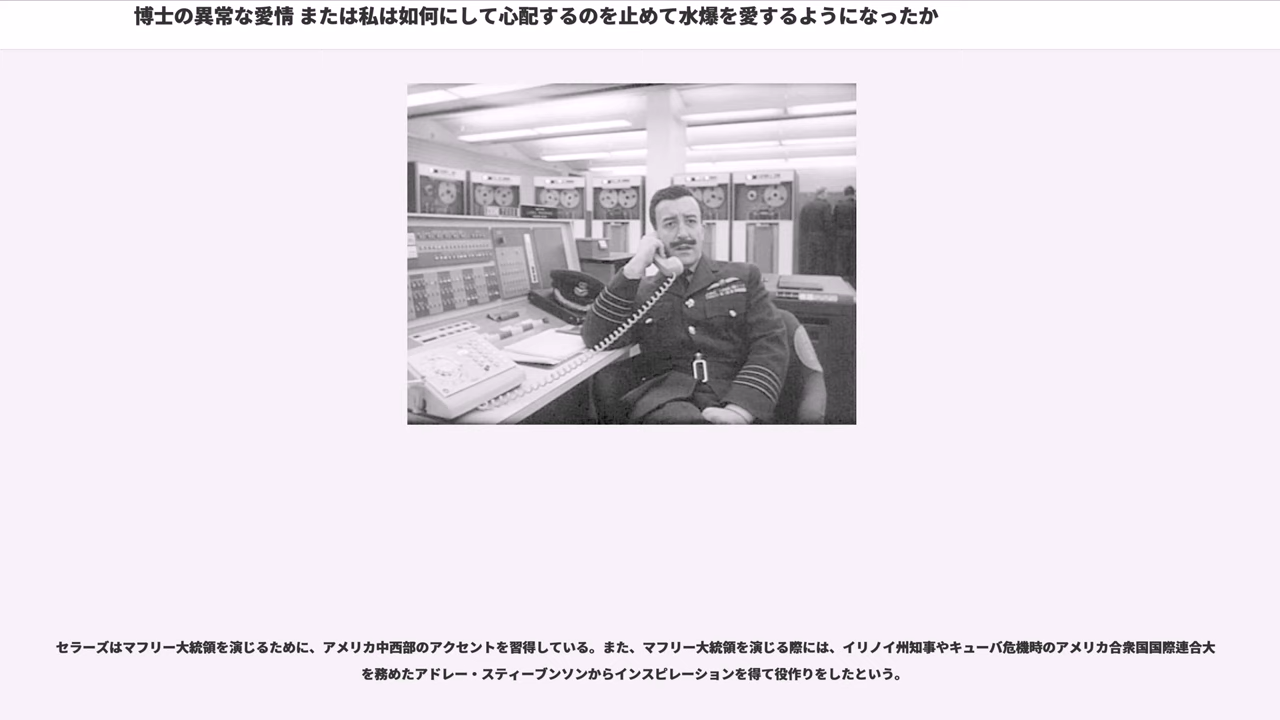 博士の異常な愛情 または私は如何にして心配するのを止めて水爆を愛するようになったか
セラーズはマフリー大統領を演じるために、アメリカ中西部のアクセントを習得している。また、マフリー大統領を演じる際には、イリノイ州知事やキューバ危機時のアメリカ合衆国国際連合大
を務めたアドレー・スティーブンソンからインスピレーションを得て役作りをしたという。